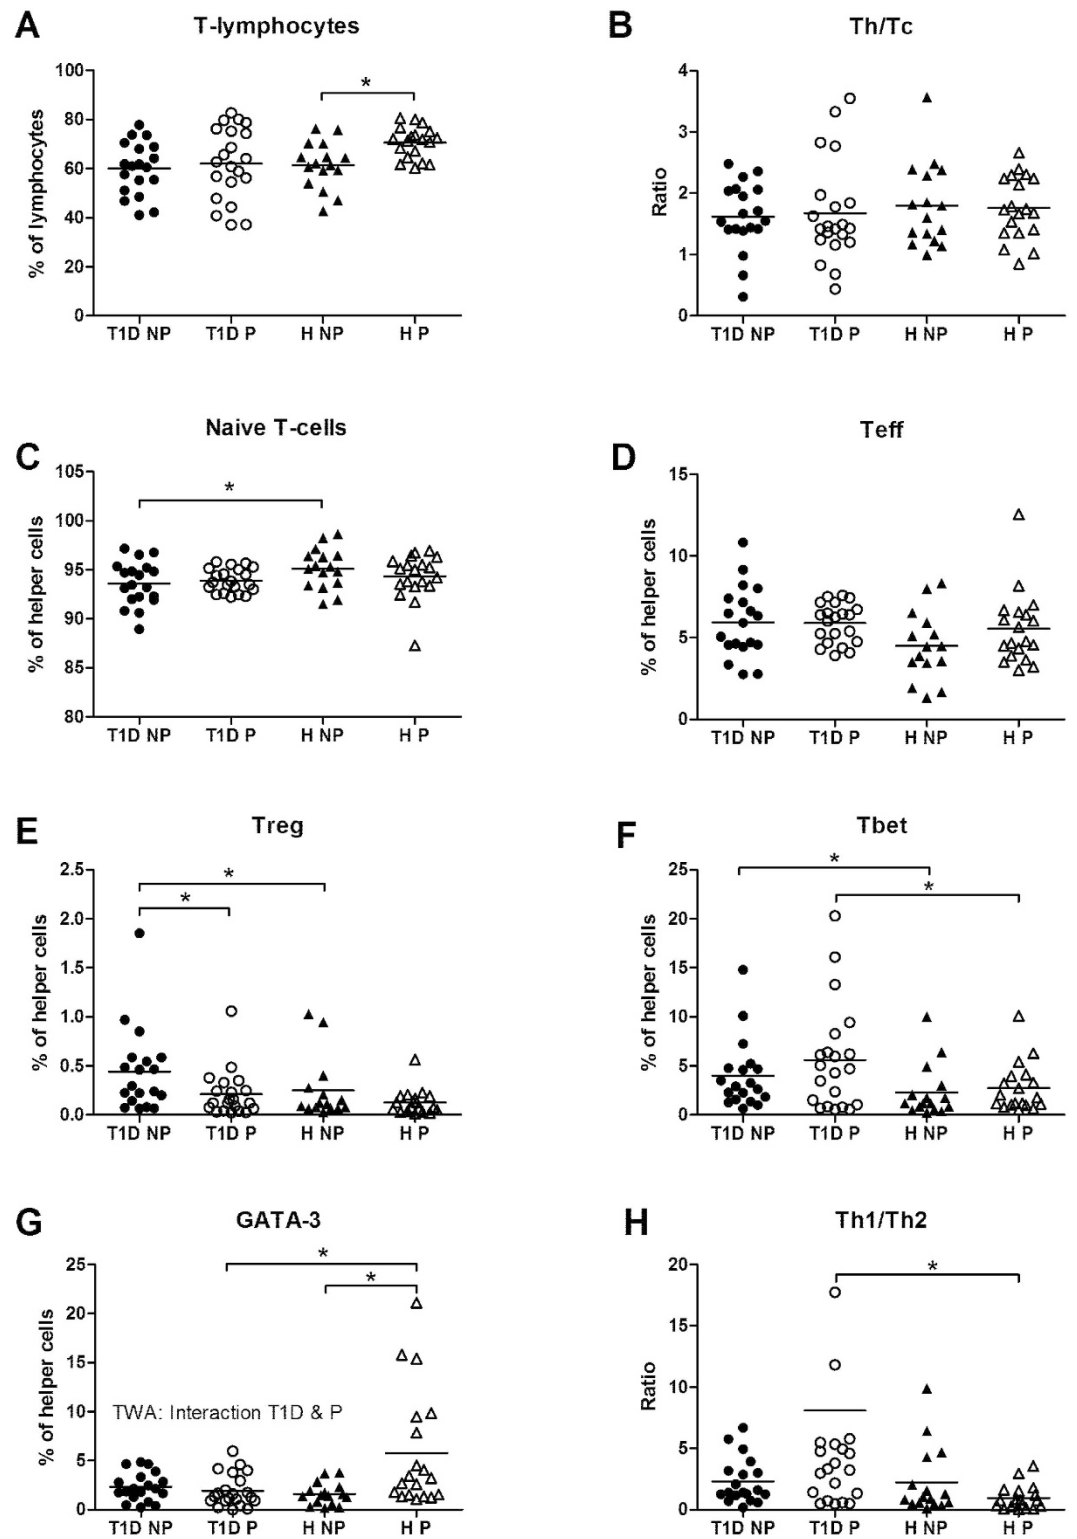 A
T-lymphocytes
% of lymphocytes
100
80
60
40
20
0
*
T1D NP T1D P H NP H P
B
Th/Tc
Ratio
4
3
2
1
0
T1D NP T1D P H NP H P
C
Naive T-cells
% of helper cells
105
100
95
90
85
80
*
T1D NP T1D P H NP H P
D
Teff
% of helper cells
15
10
5
0
T1D NP T1D P H NP H P
E
Treg
% of helper cells
2.5
2.0
1.5
1.0
0.5
0.0
*
*
T1D NP T1D P H NP H P
F
Tbet
% of helper cells
25
20
15
10
5
0
*
*
T1D NP T1D P H NP H P
G
GATA-3
% of helper cells
25
20
15
10
5
0
*
*
TWA: Interaction T1D & P
T1D NP T1D P H NP H P
H
Th1/Th2
Ratio
20
15
10
5
0
*
T1D NP T1D P H NP H P